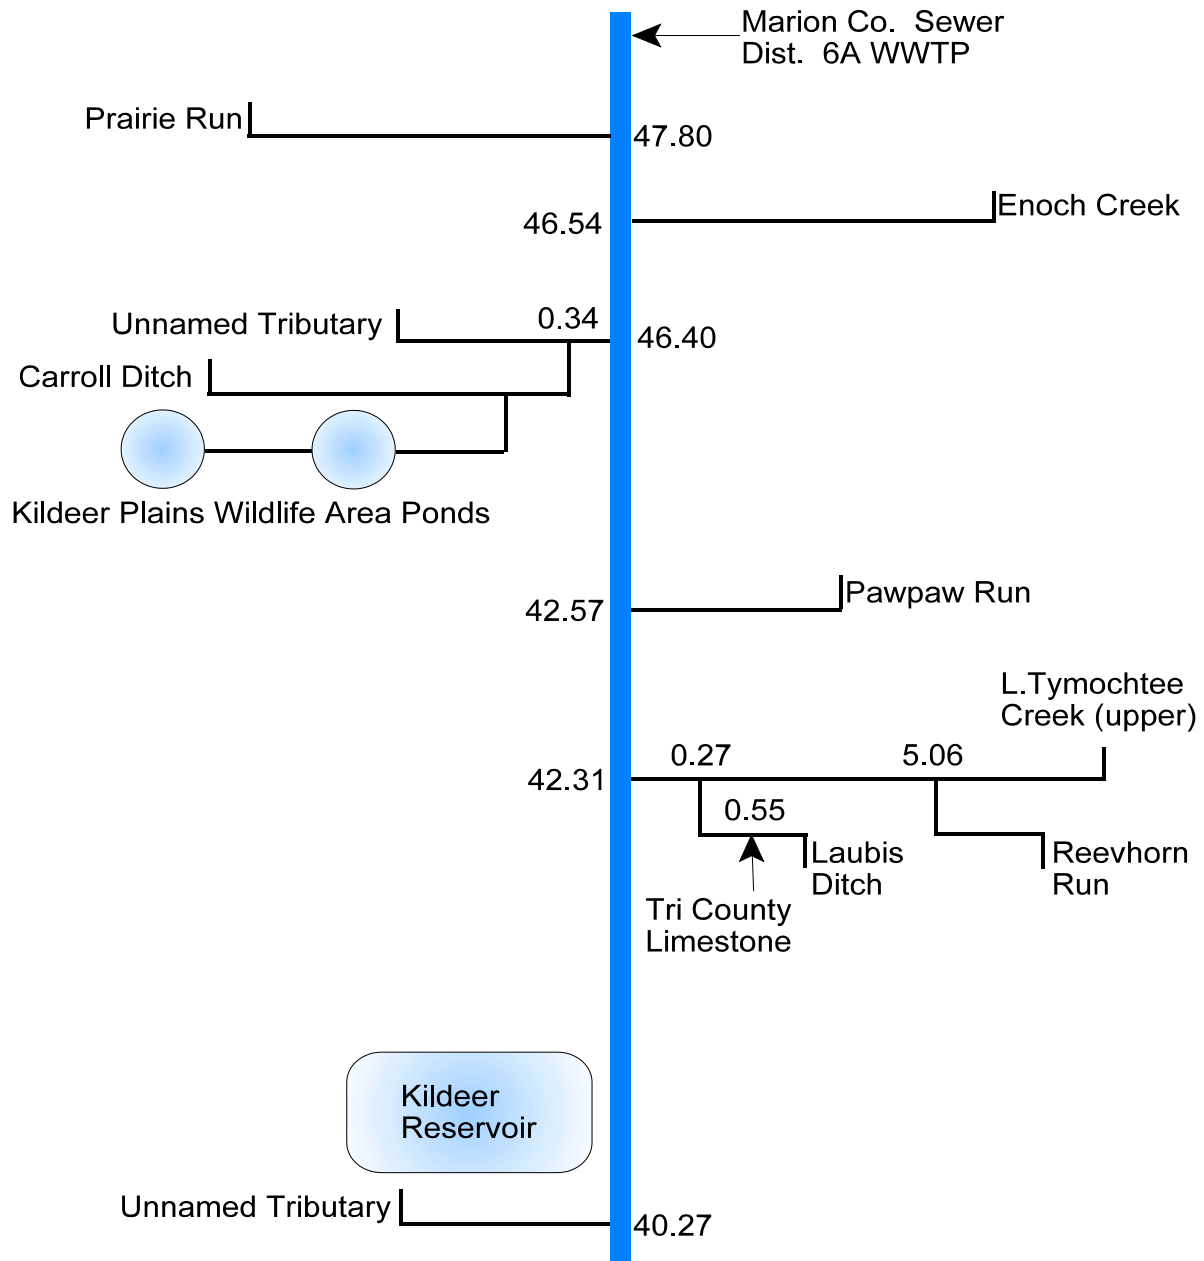 Marion Co. Sewer
Dist. 6A WWTP
Prairie Run
47.80
Enoch Creek
46.54
Unnamed Tributary
0.34
46.40
Carroll Ditch
Kildeer Plains Wildlife Area Ponds
Pawpaw Run
42.57
L.Tymochtee
Creek (upper)
0.27
5.06
42.31
0.55
Laubis
Ditch
Reevhorn
Run
Tri County
Limestone
Kildeer
Reservoir
Unnamed Tributary
40.27